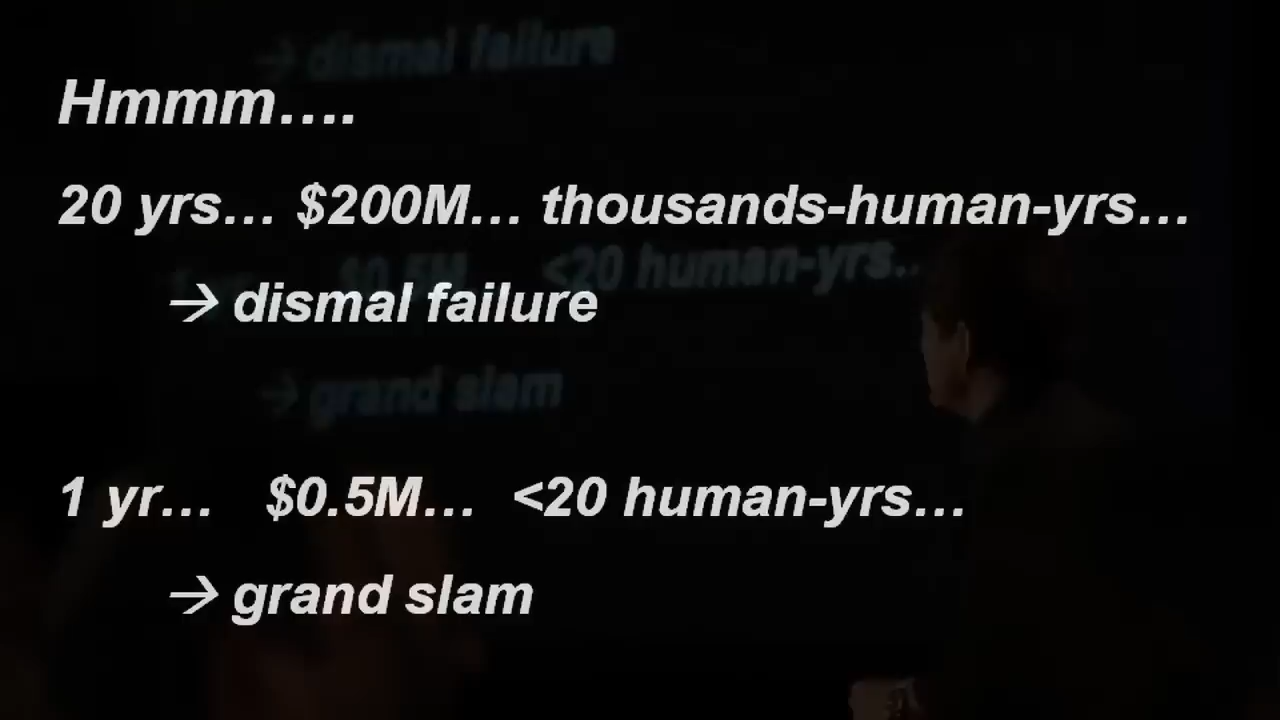 Hmmm....
20 yrs... $200M... thousands-human-yrs...
→ dismal failure
1 yr... $0.5M... <20 human-yrs...
→ grand slam